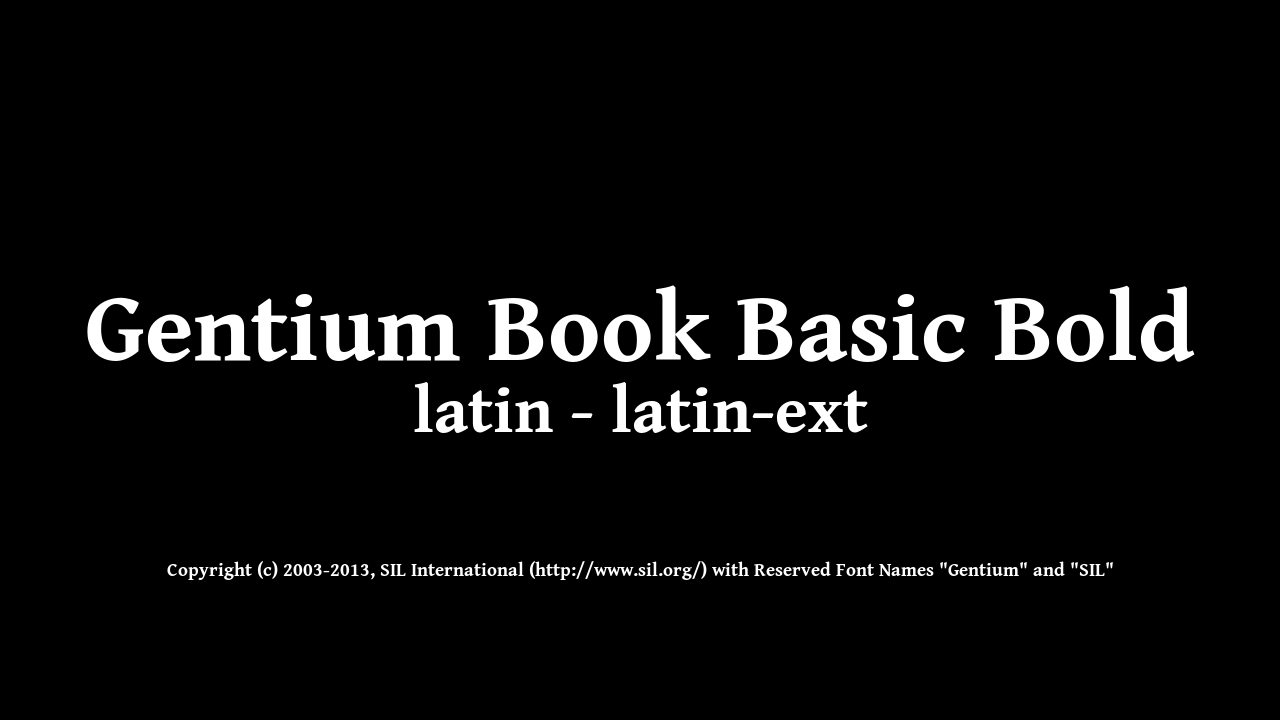 Gentium Book Basic Bold
latin - latin-ext
Copyright (c) 2003-2013, SIL International (http://www.sil.org/) with Reserved Font Names "Gentium" and "SIL"